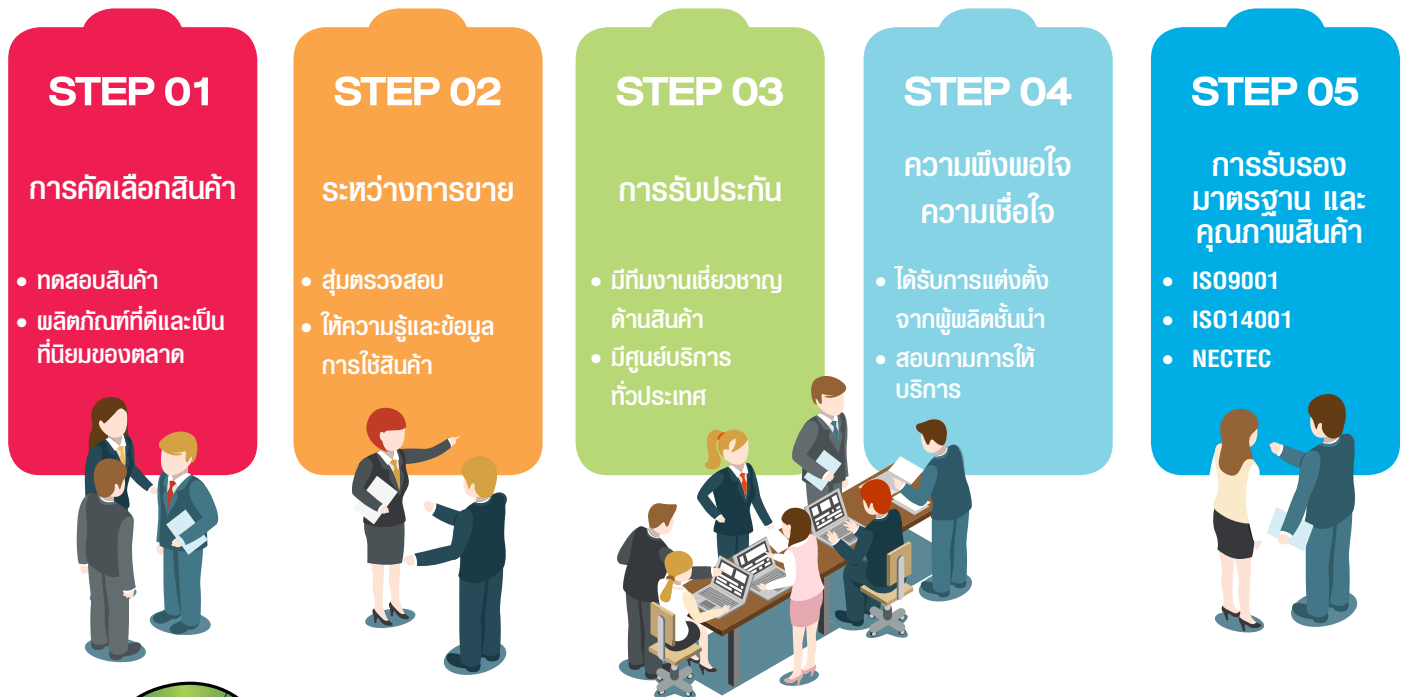 STEP 01
การคัดเลือกสินค้า
• ทดสอบสินค้า
• ผลิตภัณฑ์ที่ดีและเป็น
ที่นิยมของตลาด
STEP 02
ระหว่างการขาย
• สุ่มตรวจสอบ
• ให้ความรู้และข้อมูล
การใช้สินค้า
STEP 03
การรับประกัน
• มีทีมงานเชี่ยวชาญ
ด้านสินค้า
• มีศูนย์บริการ
ทั่วประเทศ
STEP 04
ความพึงพอใจ
ความเชื่อใจ
• ได้รับการแต่งตั้ง
จากผู้ผลิตชั้นนำ
• สอบถามการให้
บริการ
STEP 05
การรับรอง
มาตรฐาน และ
คุณภาพสินค้า
• ISO9001
• ISO14001
• NECTEC